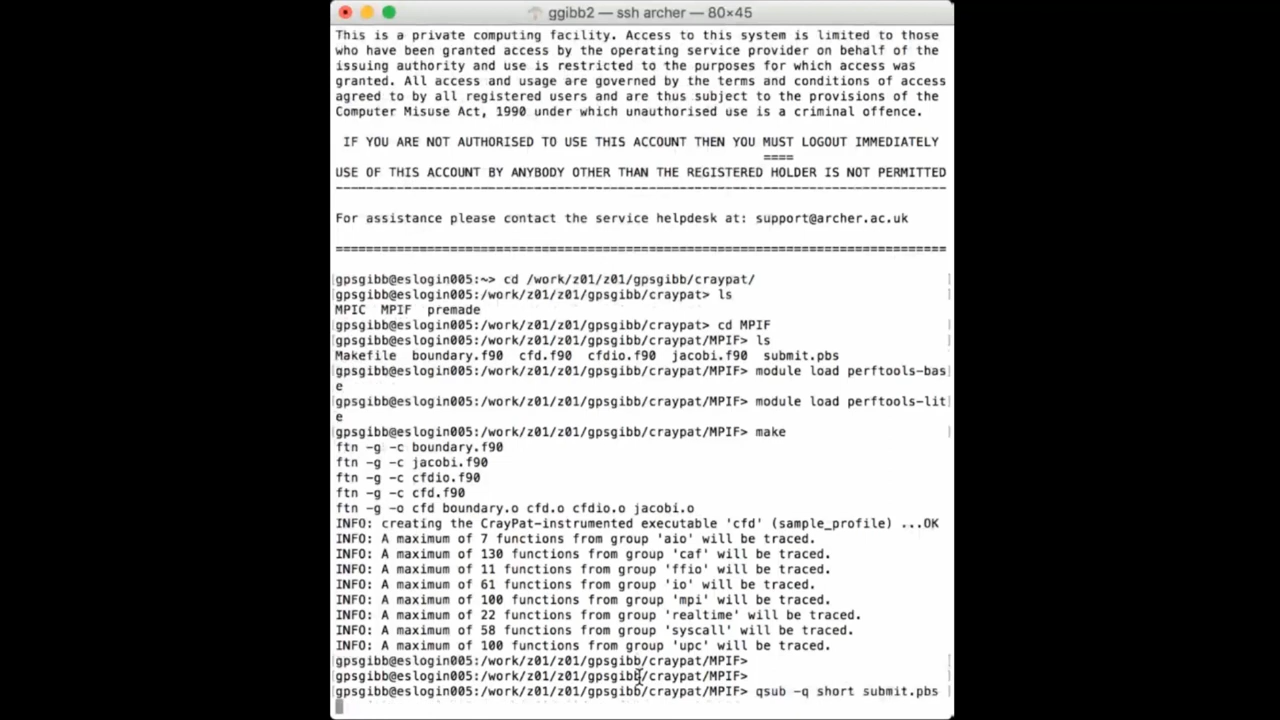 ggibb2 — ssh archer — 80×45
This is a private computing facility. Access to this system is limited to those
who have been granted access by the operating service provider on behalf of the
issuing authority and use is restricted to the purposes for which access was
granted. All access and usage are governed by the terms and conditions of access
agreed to by all registered users and are thus subject to the provisions of the
Computer Misuse Act, 1990 under which unauthorised use is a criminal offence.
IF YOU ARE NOT AUTHORISED TO USE THIS ACCOUNT THEN YOU MUST LOGOUT IMMEDIATELY
====
USE OF THIS ACCOUNT BY ANYBODY OTHER THAN THE REGISTERED HOLDER IS NOT PERMITTED
--------------------------------------------------------------------------------
For assistance please contact the service helpdesk at: support@archer.ac.uk
================================================================================
gpsgibb@eslogin005:~> cd /work/z01/z01/gpsgibb/craypat/
gpsgibb@eslogin005:/work/z01/z01/gpsgibb/craypat> ls
MPIC  MPIF  premade
gpsgibb@eslogin005:/work/z01/z01/gpsgibb/craypat> cd MPIF
gpsgibb@eslogin005:/work/z01/z01/gpsgibb/craypat/MPIF> ls
Makefile  boundary.f90  cfd.f90  cfdio.f90  jacobi.f90  submit.pbs
gpsgibb@eslogin005:/work/z01/z01/gpsgibb/craypat/MPIF> module load perftools-bas
e
gpsgibb@eslogin005:/work/z01/z01/gpsgibb/craypat/MPIF> module load perftools-lit
e
gpsgibb@eslogin005:/work/z01/z01/gpsgibb/craypat/MPIF> make
ftn -g -c boundary.f90
ftn -g -c jacobi.f90
ftn -g -c cfdio.f90
ftn -g -c cfd.f90
ftn -g -o cfd boundary.o cfd.o cfdio.o jacobi.o
INFO: creating the CrayPat-instrumented executable 'cfd' (sample_profile) ...OK
INFO: A maximum of 7 functions from group 'aio' will be traced.
INFO: A maximum of 130 functions from group 'caf' will be traced.
INFO: A maximum of 11 functions from group 'ffio' will be traced.
INFO: A maximum of 61 functions from group 'io' will be traced.
INFO: A maximum of 100 functions from group 'mpi' will be traced.
INFO: A maximum of 22 functions from group 'realtime' will be traced.
INFO: A maximum of 58 functions from group 'syscall' will be traced.
INFO: A maximum of 100 functions from group 'upc' will be traced.
gpsgibb@eslogin005:/work/z01/z01/gpsgibb/craypat/MPIF>
gpsgibb@eslogin005:/work/z01/z01/gpsgibb/craypat/MPIF>
gpsgibb@eslogin005:/work/z01/z01/gpsgibb/craypat/MPIF> qsub -q short submit.pbs